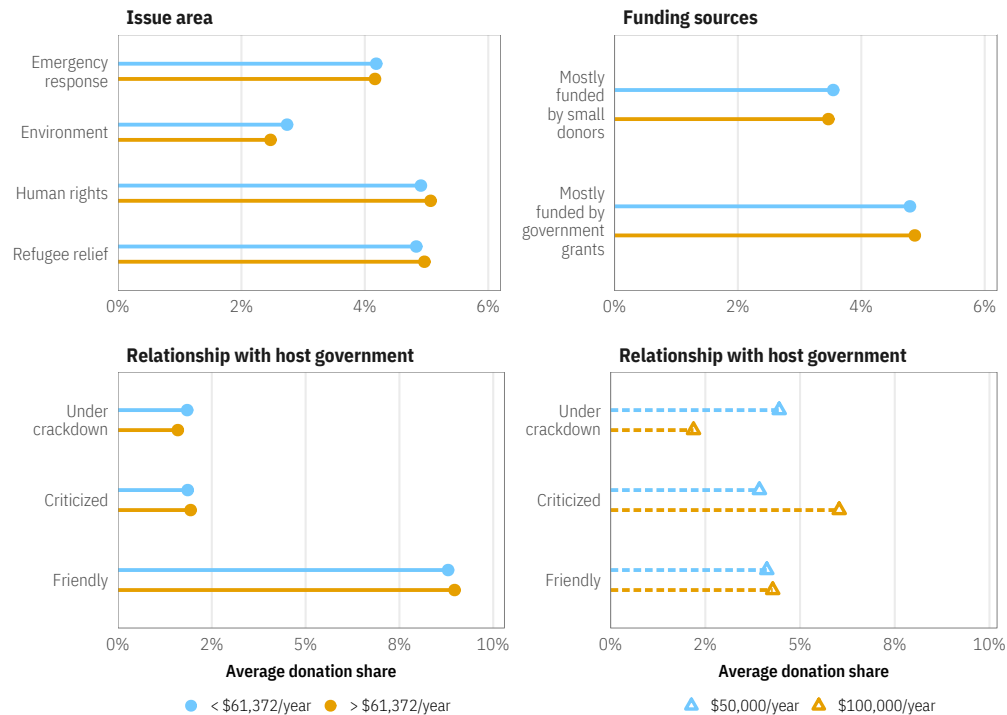 Issue area
Emergency
response
Environment
Human rights
Refugee relief
0%
2%
4%
6%
Funding sources
Mostly
funded
by small
donors
Mostly
funded by
government
grants
0%
2%
4%
6%
Relationship with host government
Under
crackdown
Criticized
Friendly
0%
2%
5%
8%
10%
Average donation share
< $61,372/year
> $61,372/year
Relationship with host government
Under
crackdown
Criticized
Friendly
0%
2%
5%
8%
10%
Average donation share
$50,000/year
$100,000/year